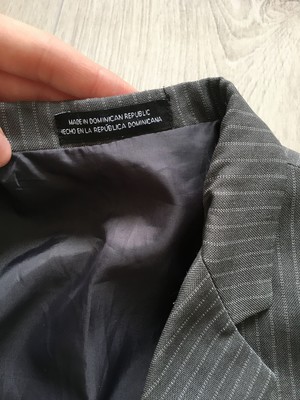 MADE IN DOMINICAN REPUBLIC
HECHO EN LA REPÚBLICA DOMINICANA